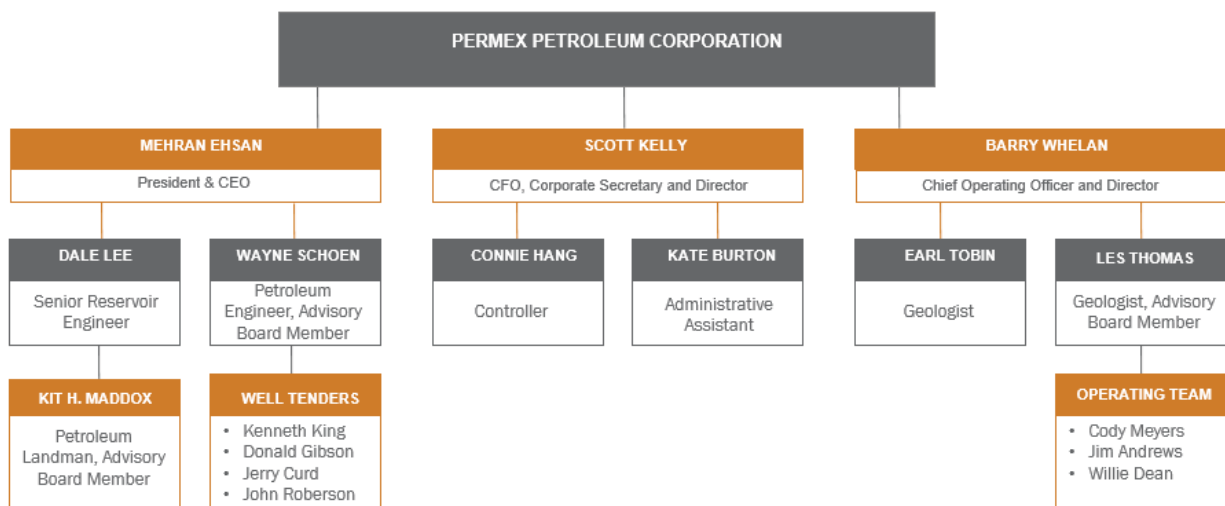 PERMEX PETROLEUM CORPORATION
MEHRAN EHSAN
President & CEO
SCOTT KELLY
CFO, Corporate Secretary and Director
BARRY WHELAN
Chief Operating Officer and Director
DALE LEE
Senior Reservoir
Engineer
WAYNE SCHOEN
Petroleum
Engineer, Advisory
Board Member
CONNIE HANG
Controller
KATE BURTON
Administrative
Assistant
EARL TOBIN
Geologist
LES THOMAS
Geologist, Advisory
Board Member
KIT H. MADDOX
Petroleum
Landman, Advisory
Board Member
WELL TENDERS
• Kenneth King
• Donald Gibson
• Jerry Curd
• John Roberson
OPERATING TEAM
• Cody Meyers
• Jim Andrews
• Willie Dean